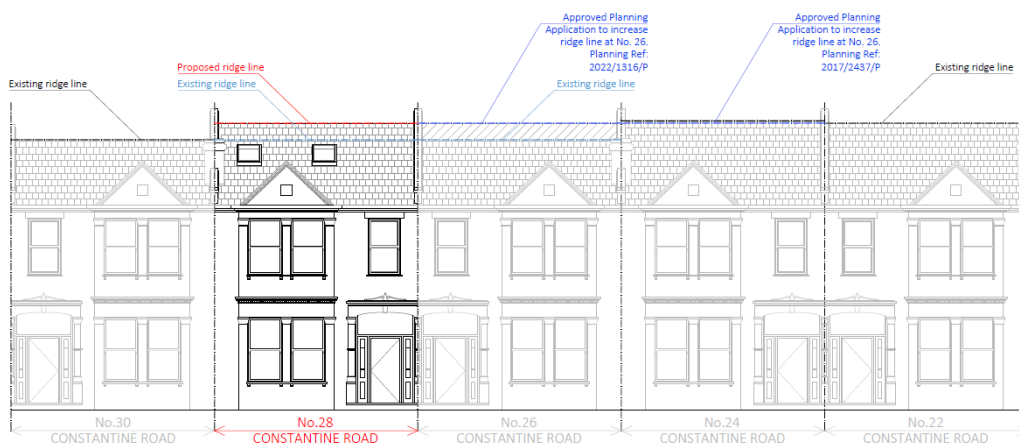 Approved Planning
Application to increase
ridge line at No. 26.
Planning Ref:
2022/1316/P
Approved Planning
Application to increase
ridge line at No. 26.
Planning Ref:
2017/2437/P
Existing ridge line
Proposed ridge line
Existing ridge line
Existing ridge line
Existing ridge line
No.30
CONSTANTINE ROAD
No.28
CONSTANTINE ROAD
No.26
CONSTANTINE ROAD
No.24
CONSTANTINE ROAD
No.22
CONSTANTINE ROAD